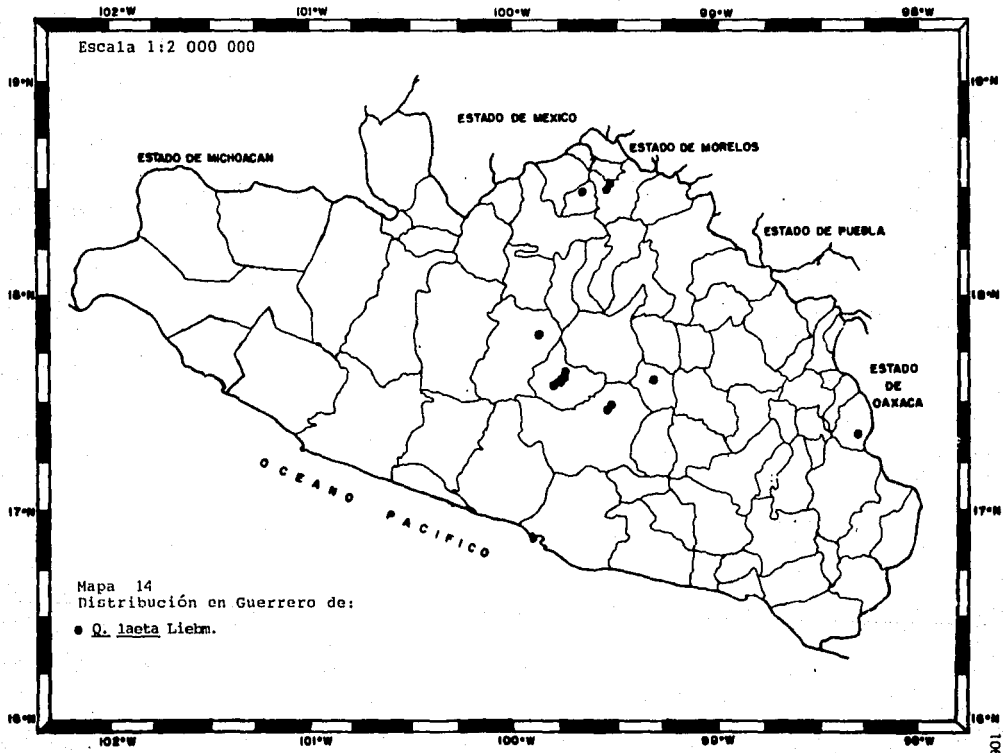 102°W 101°W 100°W 99°W 98°W
Escala 1:2 000 000
19°N 19°N
ESTADO DE MEXICO
ESTADO DE MORELOS
ESTADO DE MICHOACAN
ESTADO DE PUEBLA
18°N 18°N
ESTADO
DE
OAXACA
OCEANO
PACIFICO
17°N 17°N
Mapa 14
Distribución en Guerrero de:
Q. laeta Liebm.
16°N 16°N
102°W 101°W 100°W 99°W 98°W